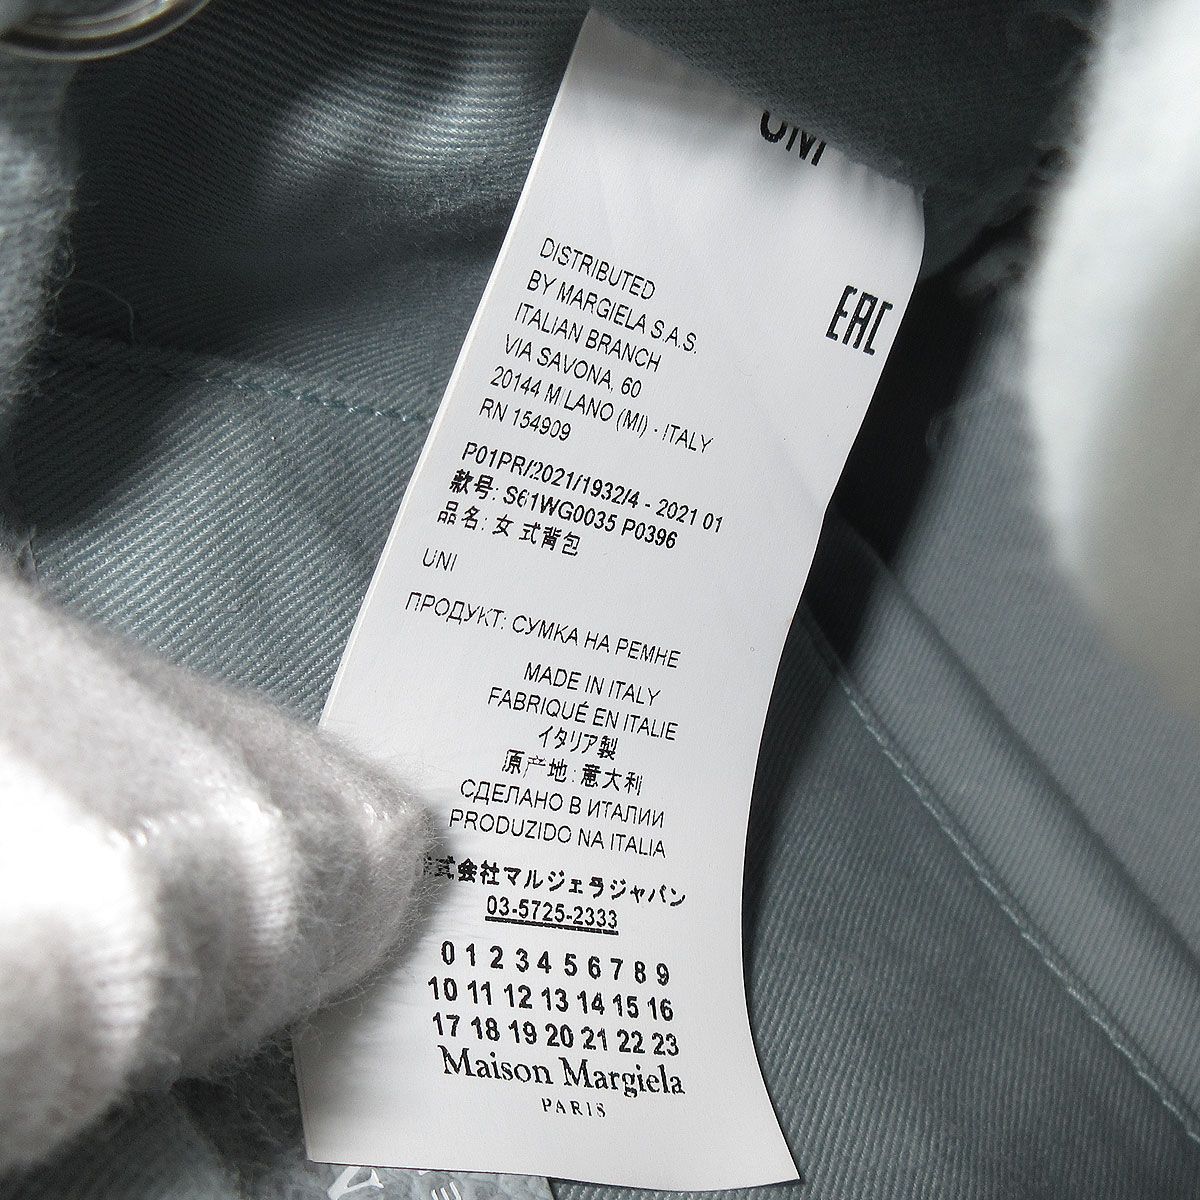 UNI
EAC
DISTRIBUTED
BY MARGIELA S.A.S.
ITALIAN BRANCH
VIA SAVONA, 60
20144 MILANO (MI) - ITALY
RN 154909
P01PR/2021/1932/4 - 2021 01
款号: S61WG0035 P0396
品名: 女 式背包
UNI
ПРОДУКТ: СУМКА НА РЕМНЕ
MADE IN ITALY
FABRIQUÉ EN ITALIE
イタリア製
原产地: 意大利
СДЕЛАНО В ИТАЛИИ
PRODUZIDO NA ITALIA
式会社マルジェラジャパン
03-5725-2333
0 1 2 3 4 5 6 7 8 9
10 11 12 13 14 15 16
17 18 19 20 21 22 23
Maison Margiela
PARIS